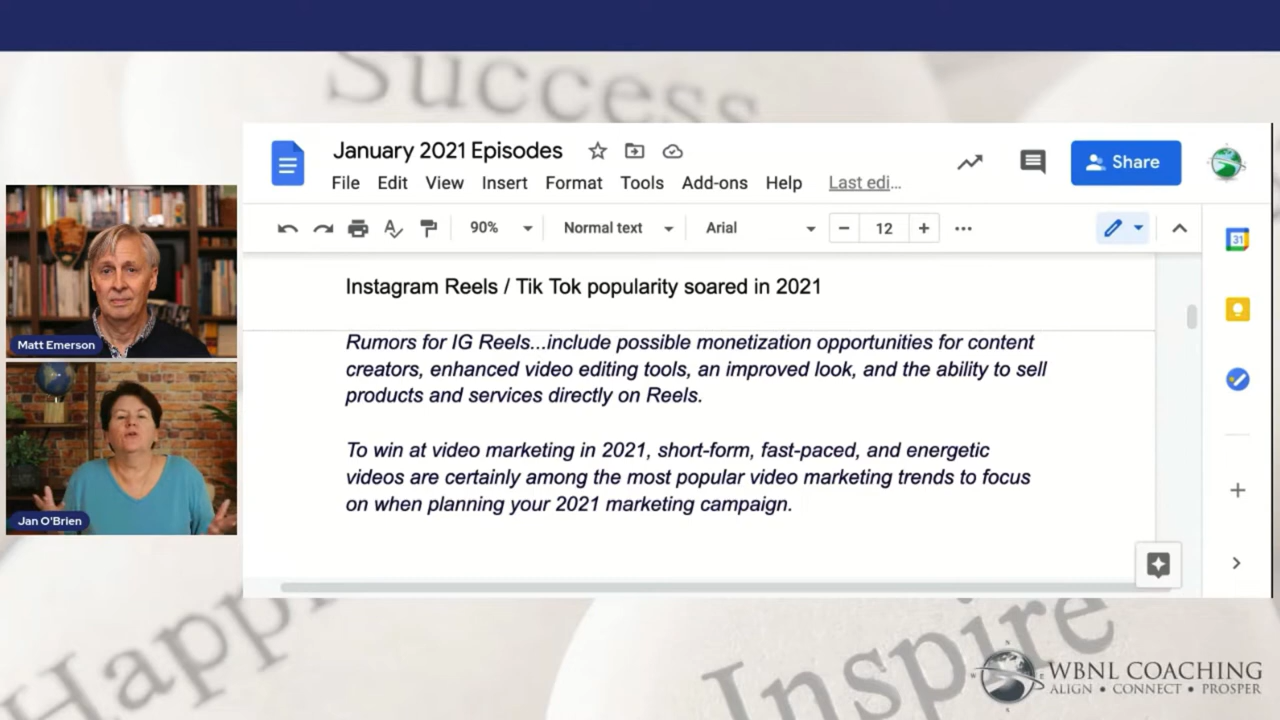 Success
January 2021 Episodes
Share
File Edit View Insert Format Tools Add-ons Help Last edi...
90% Normal text Arial 12
31
Instagram Reels / Tik Tok popularity soared in 2021
Rumors for IG Reels...include possible monetization opportunities for content
creators, enhanced video editing tools, an improved look, and the ability to sell
products and services directly on Reels.
To win at video marketing in 2021, short-form, fast-paced, and energetic
videos are certainly among the most popular video marketing trends to focus
on when planning your 2021 marketing campaign.
Matt Emerson
Jan O'Brien
Happi
Inspire
WBNL COACHING
ALIGN • CONNECT • PROSPER